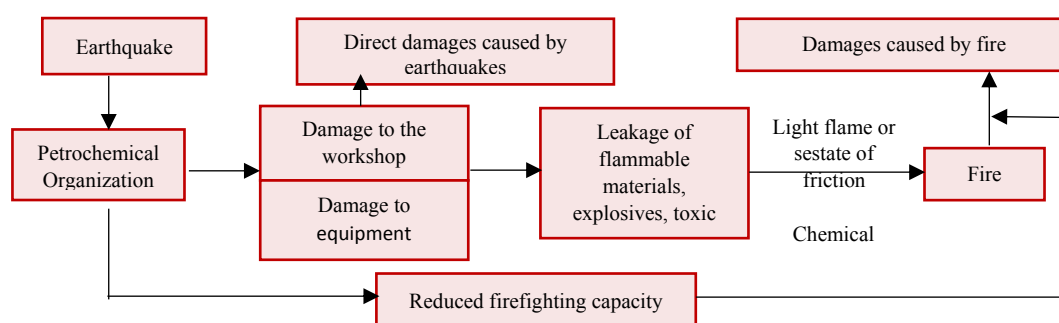 Earthquake
Direct damages caused by
earthquakes
Damages caused by fire
Petrochemical
Organization
Damage to the
workshop
Damage to
equipment
Leakage of
flammable
materials,
explosives, toxic
Light flame or
sestate of
friction
Chemical
Fire
Reduced firefighting capacity